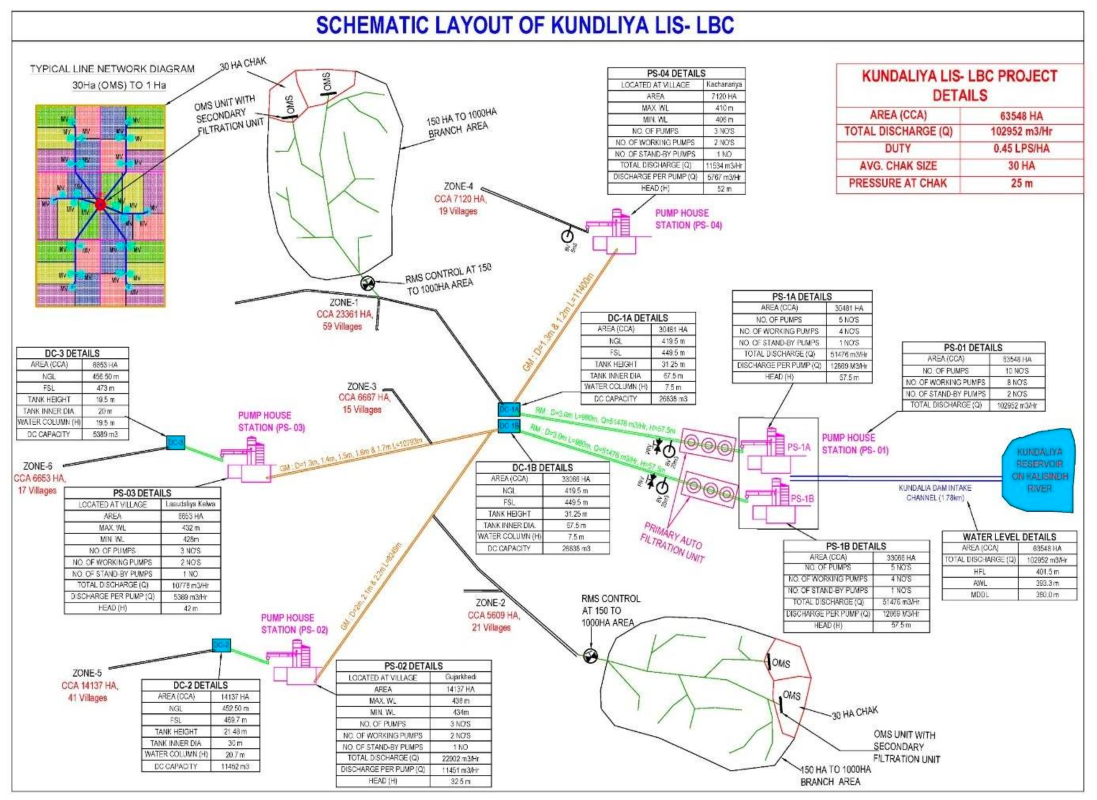 SCHEMATIC LAYOUT OF KUNDLIYA LIS- LBC
TYPICAL LINE NETWORK DIAGRAM
30Ha (OMS) TO 1 Ha
30 HA CHAK
OMS UNIT WITH
SECONDARY
FILTRATION UNIT
OMS
OMS
150 HA TO 1000HA
BRANCH AREA
RMS CONTROL AT 150
TO 1000HA AREA
ZONE-1
CCA 23361 HA,
59 Villages
ZONE-4
CCA 7120 HA,
19 Villages
PS-04 DETAILS
LOCATED AT VILLAGE Kachanariya
AREA 7120 HA
MAX. WL 410 m
MIN. WL 406 m
NO. OF PUMPS 3 NO'S
NO. OF WORKING PUMPS 2 NO'S
NO. OF STAND-BY PUMPS 1 NO
TOTAL DISCHARGE (Q) 11534 m3/Hr
DISCHARGE PER PUMP (Q) 5767 m3/Hr
HEAD (H) 52 m
PUMP HOUSE
STATION (PS- 04)
KUNDALIYA LIS- LBC PROJECT
DETAILS
AREA (CCA) 63548 HA
TOTAL DISCHARGE (Q) 102952 m3/Hr
DUTY 0.45 LPS/HA
AVG. CHAK SIZE 30 HA
PRESSURE AT CHAK 25 m
GM : D=1.3m & 1.2m L=11400m
DC-1A DETAILS
AREA (CCA) 30481 HA
NGL 419.5 m
FSL 449.5 m
TANK HEIGHT 31.25 m
TANK INNER DIA 67.5 m
WATER COLUMN (H) 7.5 m
DC CAPACITY 26838 m3
PS-1A DETAILS
AREA (CCA) 30481 HA
NO. OF PUMPS 5 NO'S
NO. OF WORKING PUMPS 4 NO'S
NO. OF STAND-BY PUMPS 1 NO'S
TOTAL DISCHARGE (Q) 51476 m3/Hr
DISCHARGE PER PUMP (Q) 12869 M3/Hr
HEAD (H) 57.5 m
PS-01 DETAILS
AREA (CCA) 63548 HA
NO. OF PUMPS 10 NO'S
NO. OF WORKING PUMPS 8 NO'S
NO. OF STAND-BY PUMPS 2 NO'S
TOTAL DISCHARGE (Q) 102952 m3/Hr
DC-3 DETAILS
AREA (CCA) 6653 HA
NGL 456.50 m
FSL 473 m
TANK HEIGHT 19.5 m
TANK INNER DIA. 20 m
WATER COLUMN (H) 19.5 m
DC CAPACITY 5389 m3
ZONE-3
CCA 6667 HA,
15 Villages
PUMP HOUSE
STATION (PS- 03)
DC-3
ZONE-6
CCA 6653 HA,
17 Villages
DC-1A
DC-1B
GM : D=1.3m, 1.4m, 1.5m, 1.6m & 1.7m L=10793m
RM : D=3.0m L=980m, Q=51476 m3/Hr, H=57.5m
RM : D=3.0m L=980m, Q=51476 m3/Hr, H=57.5m
PS-1A
PS-1B
PUMP HOUSE
STATION (PS- 01)
PRIMARY AUTO
FILTRATION UNIT
KUNDALIA DAM INTAKE
CHANNEL (1.78km)
KUNDALIYA
RESERVOIR
ON KALISINDH
RIVER.
PS-03 DETAILS
LOCATED AT VILLAGE Lasudaliya Kelwa
AREA 6653 HA
MAX. WL 432 m
MIN. WL 428m
NO. OF PUMPS 3 NO'S
NO. OF WORKING PUMPS 2 NO'S
NO. OF STAND-BY PUMPS 1 NO
TOTAL DISCHARGE (Q) 10778 m3/Hr
DISCHARGE PER PUMP (Q) 5389 m3/Hr
HEAD (H) 42 m
DC-1B DETAILS
AREA (CCA) 33066 HA
NGL 419.5 m
FSL 449.5 m
TANK HEIGHT 31.25 m
TANK INNER DIA. 67.5 m
WATER COLUMN (H) 7.5 m
DC CAPACITY 26838 m3
WATER LEVEL DETAILS
AREA (CCA) 63548 HA
TOTAL DISCHARGE (Q) 102952 m3/Hr
HFL 401.5 m
AWL 393.3 m
MDDL 380.0 m
PS-1B DETAILS
AREA (CCA) 33066 HA
NO. OF PUMPS 5 NO'S
NO. OF WORKING PUMPS 4 NO'S
NO. OF STAND-BY PUMPS 1 NO'S
TOTAL DISCHARGE (Q) 51476 m3/Hr
DISCHARGE PER PUMP (Q) 12869 m3/Hr
HEAD (H) 57.5 m
GM : D=2m, 2.1m & 2.2m L=8240m
ZONE-2
CCA 5609 HA,
21 Villages
RMS CONTROL
AT 150 TO
1000HA AREA
PUMP HOUSE
STATION (PS- 02)
DC-2
ZONE-5
CCA 14137 HA,
41 Villages
DC-2 DETAILS
AREA (CCA) 14137 HA
NGL 452.50 m
FSL 469.7 m
TANK HEIGHT 21.48 m
TANK INNER DIA. 30 m
WATER COLUMN (H) 20.7 m
DC CAPACITY 11452 m3
PS-02 DETAILS
LOCATED AT VILLAGE Gujarkhedi
AREA 14137 HA
MAX. WL 438 m
MIN. WL 434m
NO. OF PUMPS 3 NO'S
NO. OF WORKING PUMPS 2 NO'S
NO. OF STAND-BY PUMPS 1 NO
TOTAL DISCHARGE (Q) 22902 m3/Hr
DISCHARGE PER PUMP (Q) 11451 m3/Hr
HEAD (H) 32.5 m
OMS
OMS
30 HA CHAK
OMS UNIT WITH
SECONDARY
FILTRATION UNIT
150 HA TO 1000HA
BRANCH AREA